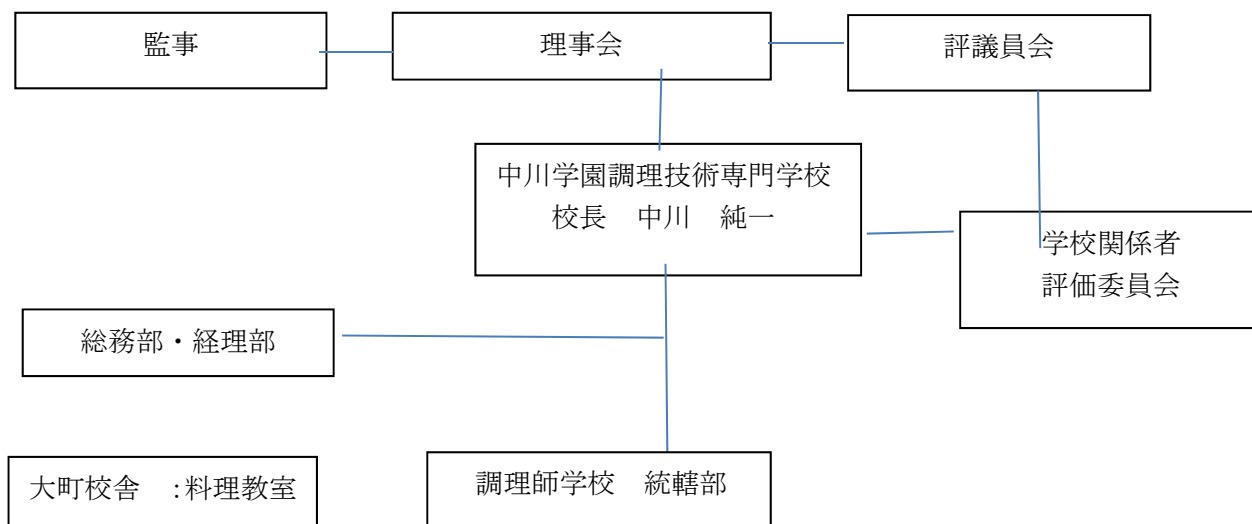 監事
理事会
評議員会
中川学園調理技術専門学校
校長　中川　純一
学校関係者
評価委員会
総務部・経理部
大町校舎　:料理教室
調理師学校　統轄部